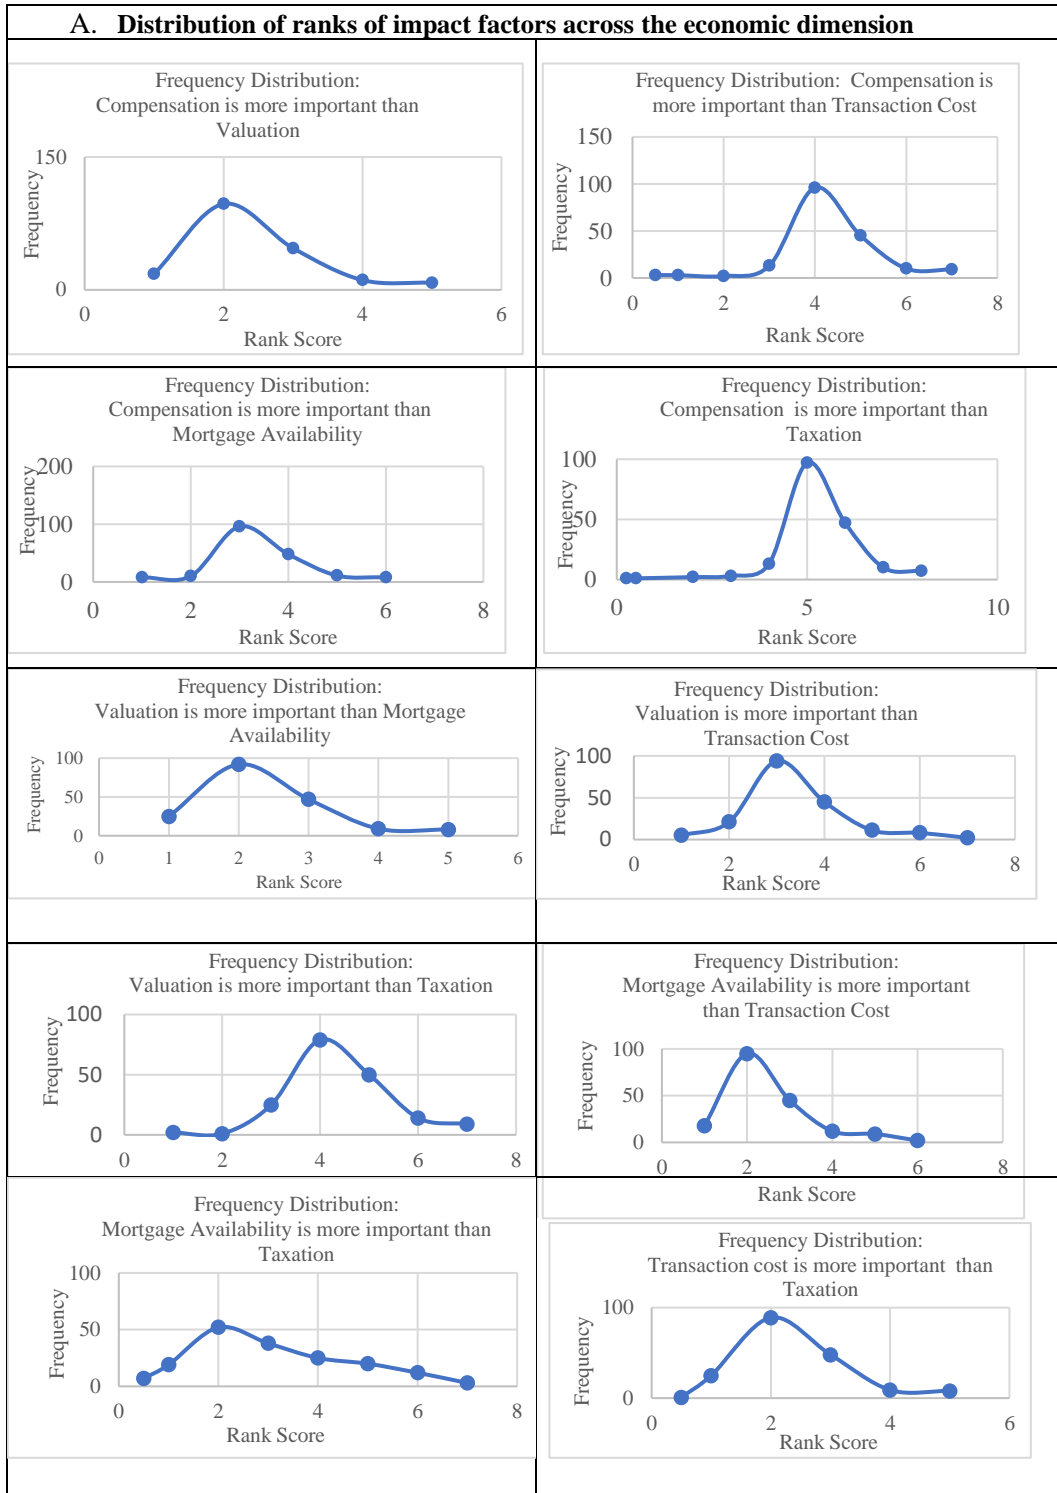 A. Distribution of ranks of impact factors across the economic dimension
Frequency Distribution:
Compensation is more important than
Valuation
Frequency
150
0
0 2 4 6
Rank Score
Frequency Distribution: Compensation is
more important than Transaction Cost
Frequency
150
100
50
0
0 2 4 6 8
Rank Score
Frequency Distribution:
Compensation is more important than
Mortgage Availability
Frequency
200
100
0
0 2 4 6 8
Rank Score
Frequency Distribution:
Compensation is more important than
Taxation
Frequency
100
50
0
0 5 10
Rank Score
Frequency Distribution:
Valuation is more important than Mortgage
Availability
Frequency
100
50
0
0 1 2 3 4 5 6
Rank Score
Frequency Distribution:
Valuation is more important than
Transaction Cost
Frequency
100
50
0
0 2 4 6 8
Rank Score
Frequency Distribution:
Valuation is more important than Taxation
Frequency
100
50
0
0 2 4 6 8
Frequency Distribution:
Mortgage Availability is more important
than Transaction Cost
Frequency
100
50
0
0 2 4 6 8
Rank Score
Frequency Distribution:
Mortgage Availability is more important than
Taxation
Frequency
100
50
0
0 2 4 6 8
Rank Score
Frequency Distribution:
Transaction cost is more important than
Taxation
Frequency
100
0
0 2 4 6
Rank Score